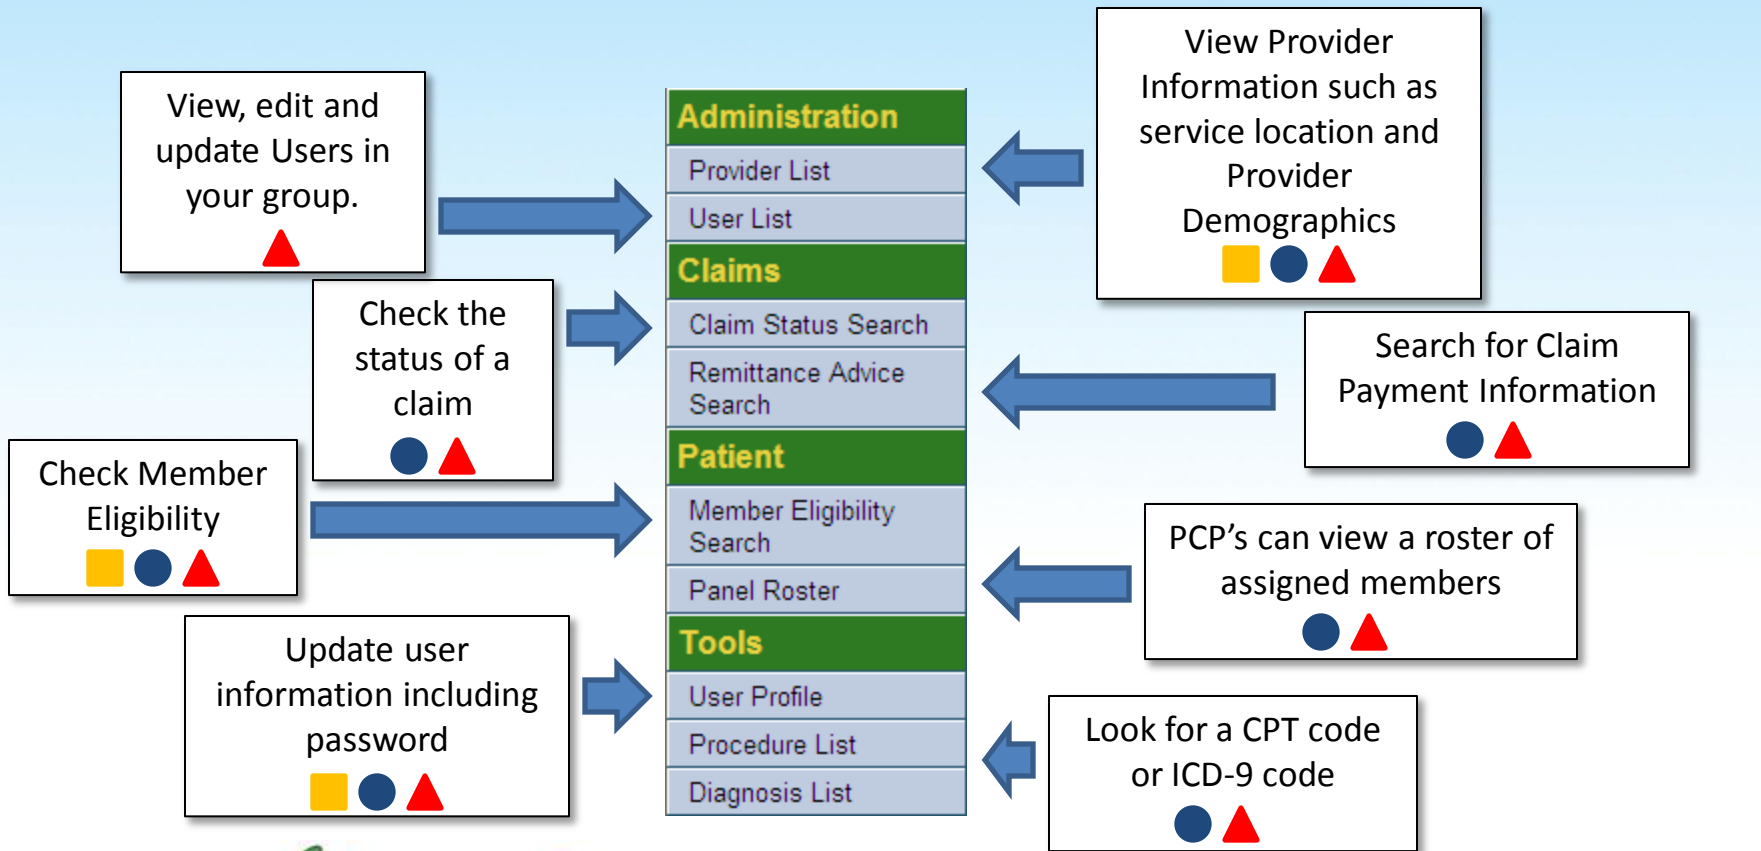 View, edit and
update Users in
your group.
Check the
status of a
claim
Check Member
Eligibility
Update user
information including
password
Administration
Provider List
User List
Claims
Claim Status Search
Remittance Advice
Search
Patient
Member Eligibility
Search
Panel Roster
Tools
User Profile
Procedure List
Diagnosis List
View Provider
Information such as
service location and
Provider
Demographics
Search for Claim
Payment Information
PCP’s can view a roster of
assigned members
Look for a CPT code
or ICD-9 code